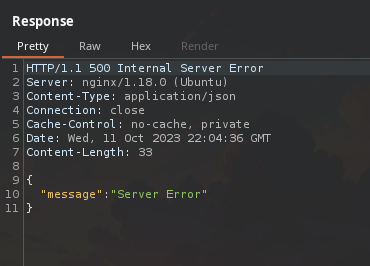 Response
Pretty Raw Hex Render
1 HTTP/1.1 500 Internal Server Error
2 Server: nginx/1.18.0 (Ubuntu)
3 Content-Type: application/json
4 Connection: close
5 Cache-Control: no-cache, private
6 Date: Wed, 11 Oct 2023 22:04:36 GMT
7 Content-Length: 33
8
9 {
10 "message":"Server Error"
11 }